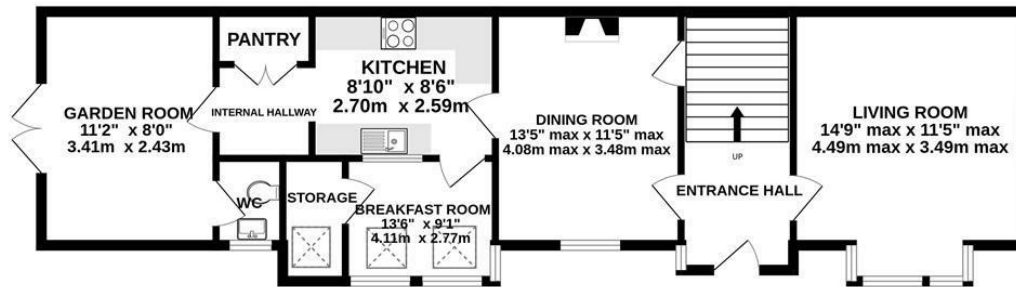 PANTRY
KITCHEN
8'10" x 8'6"
2.70m x 2.59m
GARDEN ROOM
11'2" x 8'0"
3.41m x 2.43m
INTERNAL HALLWAY
DINING ROOM
13'5" max x 11'5" max
4.08m max x 3.48m max
LIVING ROOM
14'9" max x 11'5" max
4.49m max x 3.49m max
UP
ENTRANCE HALL
WC
STORAGE
BREAKFAST ROOM
13'6" x 9'1"
4.11m x 2.77m